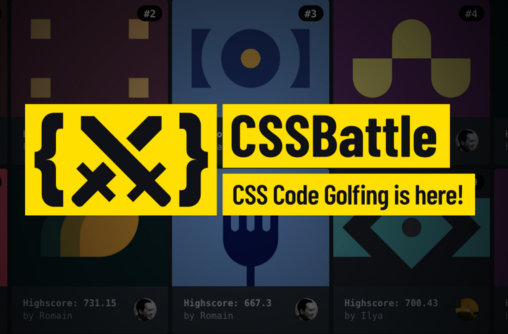 #2
#3
#4
{ }
CSSBattle
CSS Code Golfing is here!
Highscore: 731.15
by Romain
Highscore: 667.3
by Romain
Highscore: 700.43
by Ilya